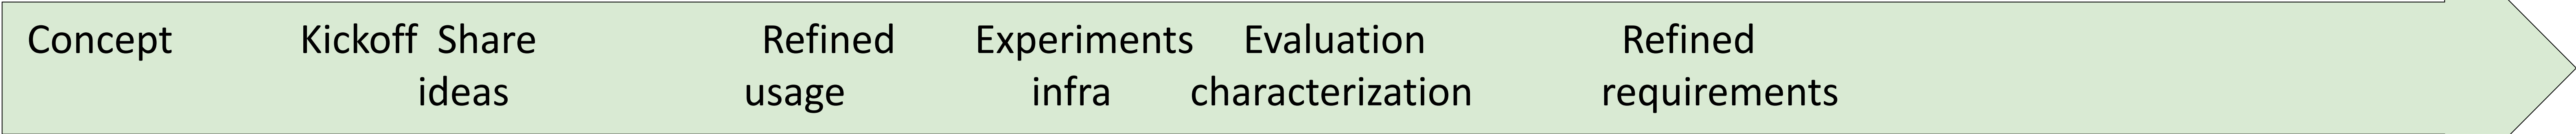 Concept Kickoff Share Refined Experiments Evaluation Refined
ideas usage infra characterization requirements